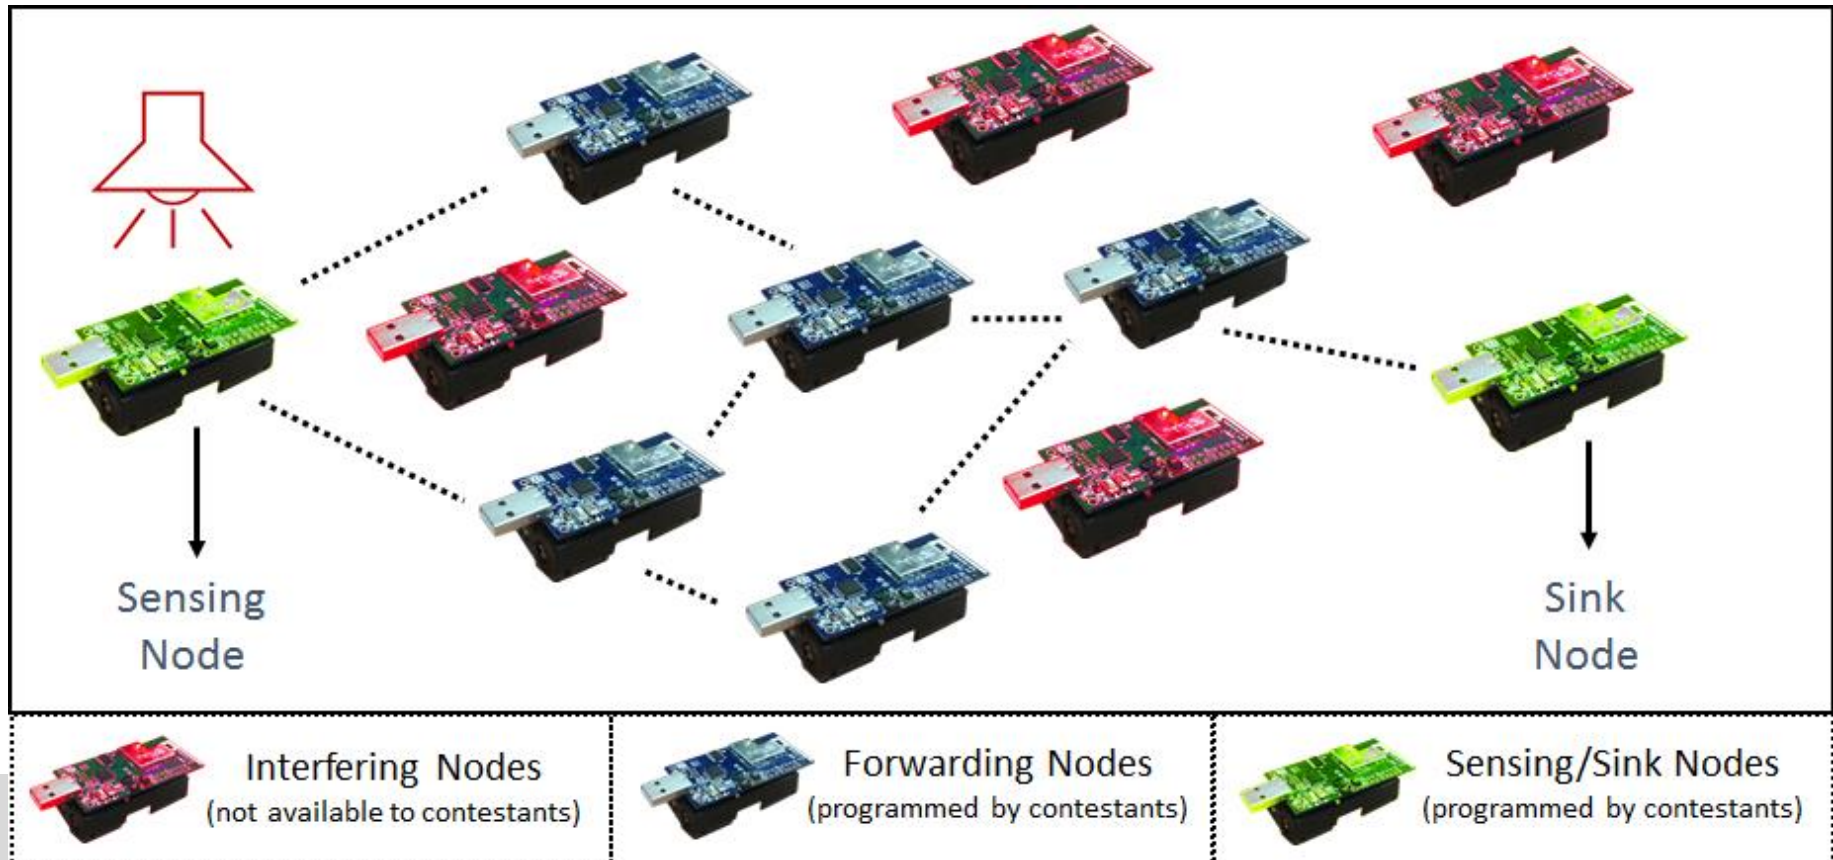 Sensing
Node
Sink
Node
Interfering Nodes
(not available to contestants)
Forwarding Nodes
(programmed by contestants)
Sensing/Sink Nodes
(programmed by contestants)